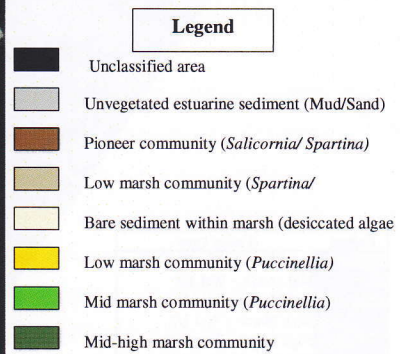 Legend
Unclassified area
Unvegetated estuarine sediment (Mud/Sand)
Pioneer community (Salicornia/ Spartina)
Low marsh community (Spartina/
Bare sediment within marsh (desiccated algae
Low marsh community (Puccinellia)
Mid marsh community (Puccinellia)
Mid-high marsh community